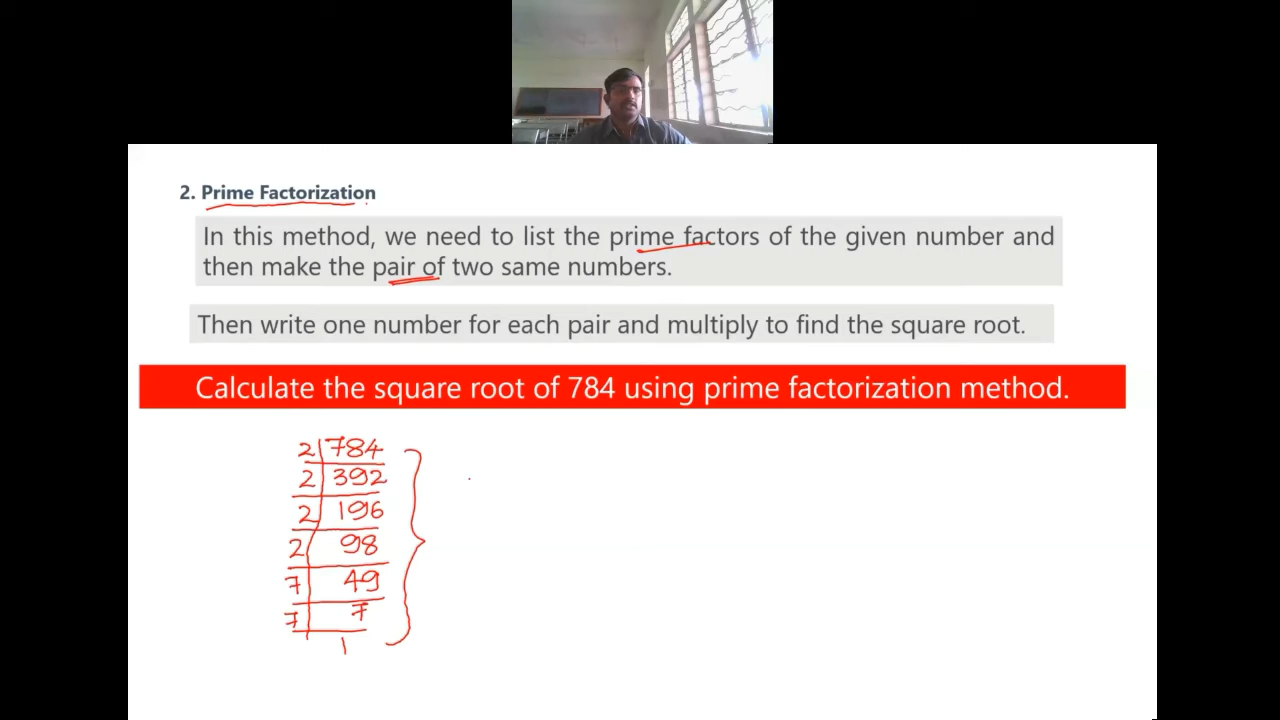 2. Prime Factorization
In this method, we need to list the prime factors of the given number and
then make the pair of two same numbers.
Then write one number for each pair and multiply to find the square root.
Calculate the square root of 784 using prime factorization method.
2 784
2 392
2 196
2 98
7 49
7 7
1